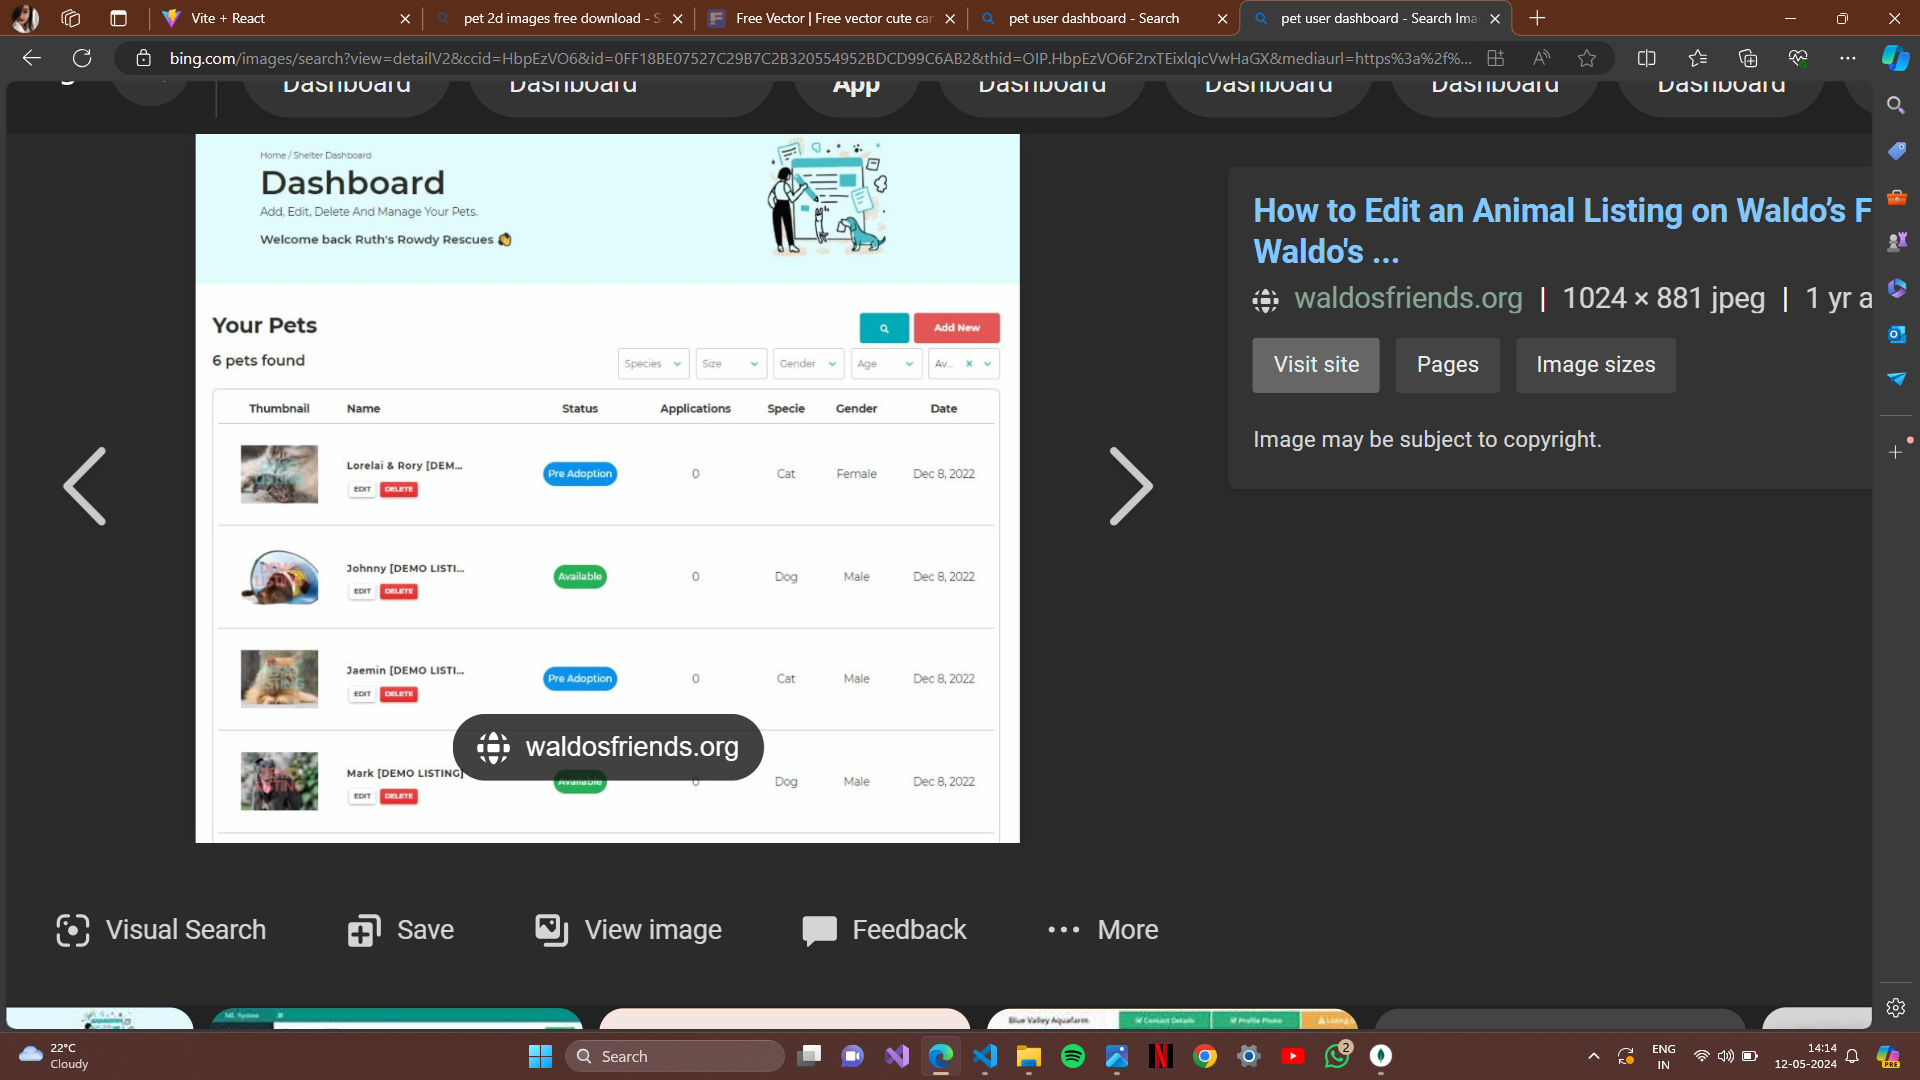 Vite + React
pet 2d images free download - S
Free Vector | Free vector cute car
pet user dashboard - Search
pet user dashboard - Search Ima
bing.com/images/search?view=detailV2&ccid=HbpEzVO6&id=0FF18BE07527C29B7C2B320554952BDCD99C6AB2&thid=OIP.HbpEzVO6F2rxTEixlqicVwHaGX&mediaurl=https%3a%2f%...
Dashboard
Dashboard
App
Dashboard
Dashboard
Dashboard
Dashboard
Home / Shelter Dashboard
Dashboard
Add, Edit, Delete And Manage Your Pets.
Welcome back Ruth's Rowdy Rescues
Your Pets
Add New
6 pets found
Species
Size
Gender
Age
Av...
Thumbnail Name Status Applications Specie Gender Date
Lorelai & Rory [DEM...
EDIT DELETE
Pre Adoption 0 Cat Female Dec 8, 2022
Johnny [DEMO LISTI...
EDIT DELETE
Available 0 Dog Male Dec 8, 2022
Jaemin [DEMO LISTI...
EDIT DELETE
Pre Adoption 0 Cat Male Dec 8, 2022
waldosfriends.org
Mark [DEMO LISTING]
EDIT DELETE
Available 0 Dog Male Dec 8, 2022
How to Edit an Animal Listing on Waldo’s F
Waldo's ...
waldosfriends.org | 1024 × 881 jpeg | 1 yr a
Visit site
Pages
Image sizes
Image may be subject to copyright.
Visual Search
Save
View image
Feedback
More
Blue Valley Aquafarm
Contact Details
Profile Photo
Listing
22°C
Cloudy
Search
2
ENG
IN
14:14
12-05-2024
PRE